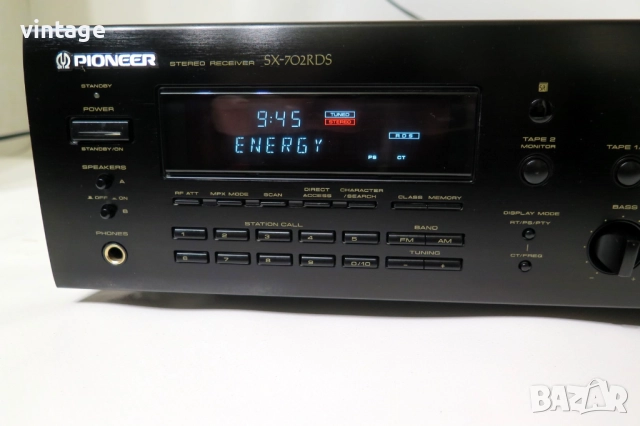 vintage
PIONEER STEREO RECEIVER SX-702RDS
STANDBY
POWER
STANDBY/ON
SPEAKERS
A
OFF ON
B
PHONES
9:45 TUNED
STEREO
ENERGY RDS
PS CT
RF ATT MPX MODE SCAN DIRECT ACCESS CHARACTER /SEARCH CLASS MEMORY
STATION CALL BAND
1 2 3 4 5 FM AM
TUNING
6 7 8 9 0/10 - +
TAPE 2
MONITOR
TAPE 1/
DISPLAY MODE
RT/PS/PTY
CT/FREQ
BASS
BAZAR